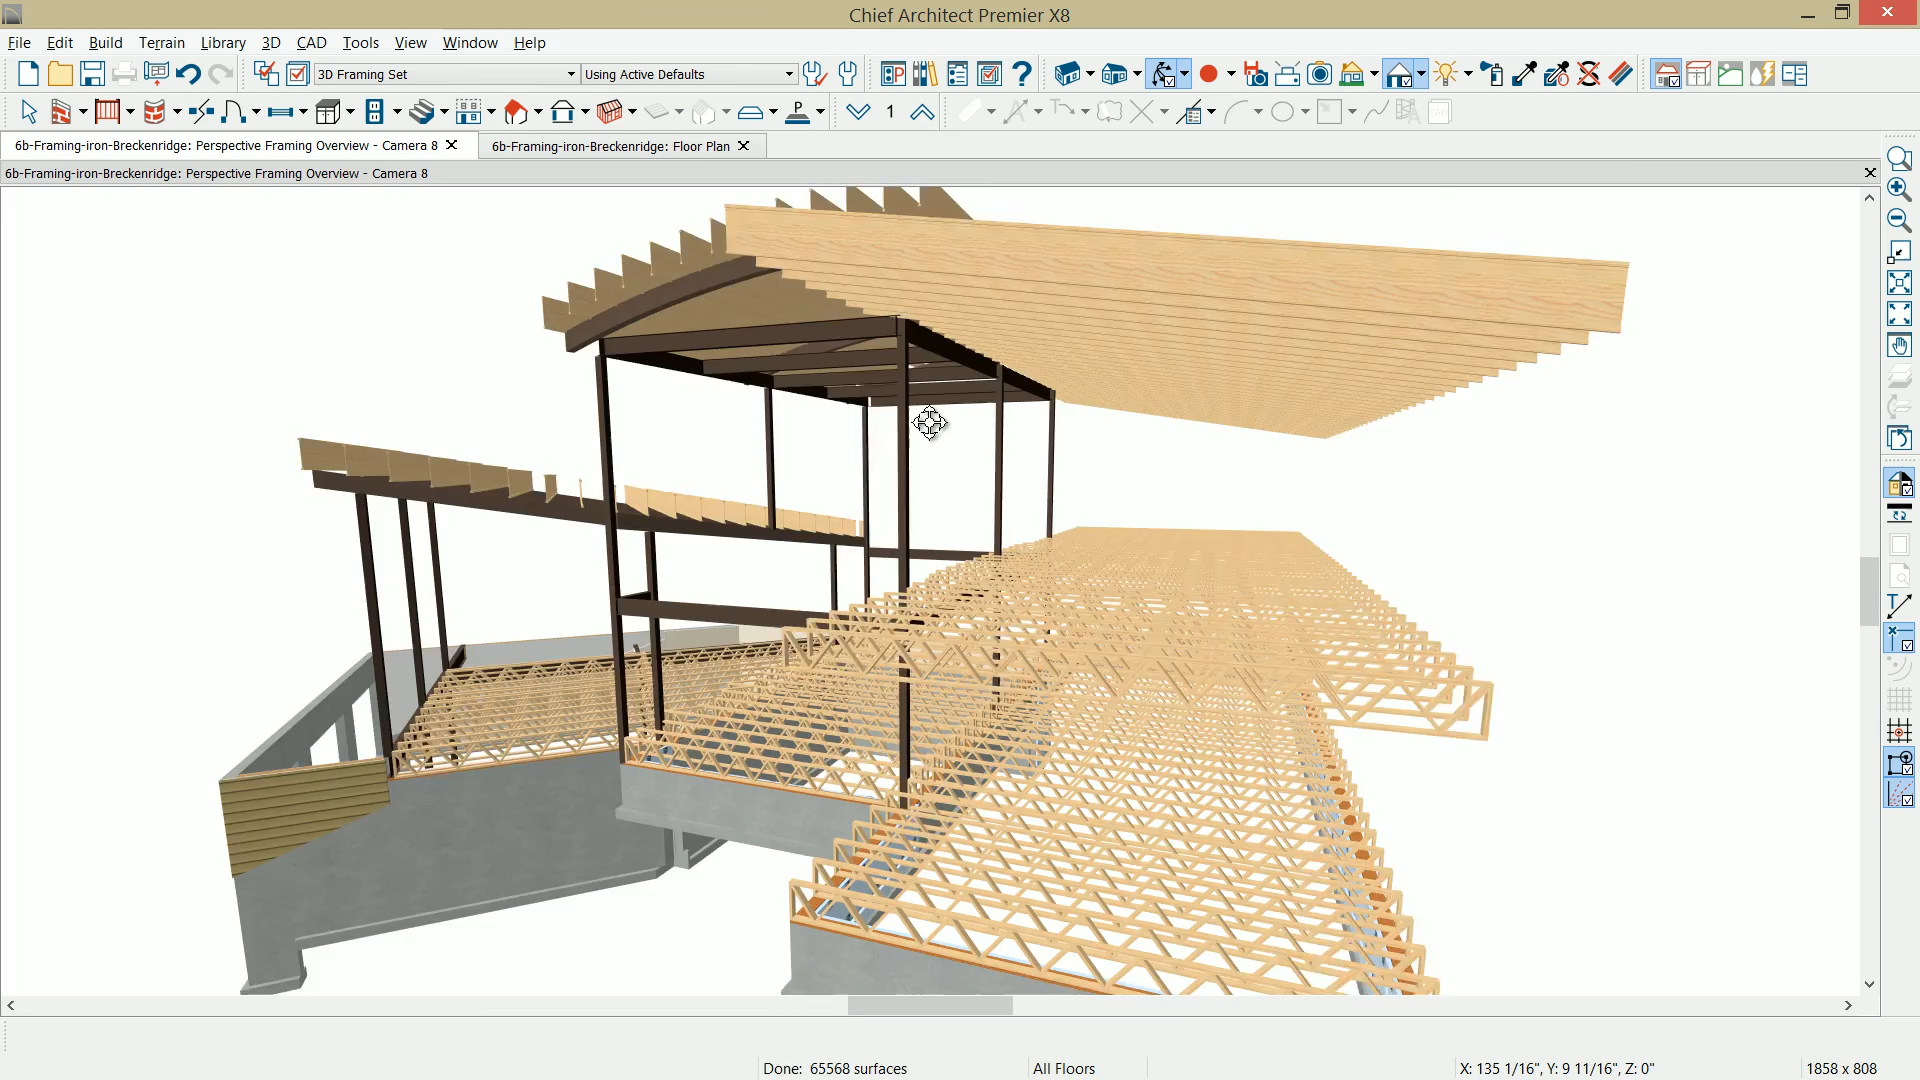 Chief Architect Premier X8
File Edit Build Terrain Library 3D CAD Tools View Window Help
3D Framing Set Using Active Defaults
1
6b-Framing-iron-Breckenridge: Perspective Framing Overview - Camera 8 6b-Framing-iron-Breckenridge: Floor Plan
6b-Framing-iron-Breckenridge: Perspective Framing Overview - Camera 8
Done: 65568 surfaces All Floors X: 135 1/16", Y: 9 11/16", Z: 0" 1858 x 808